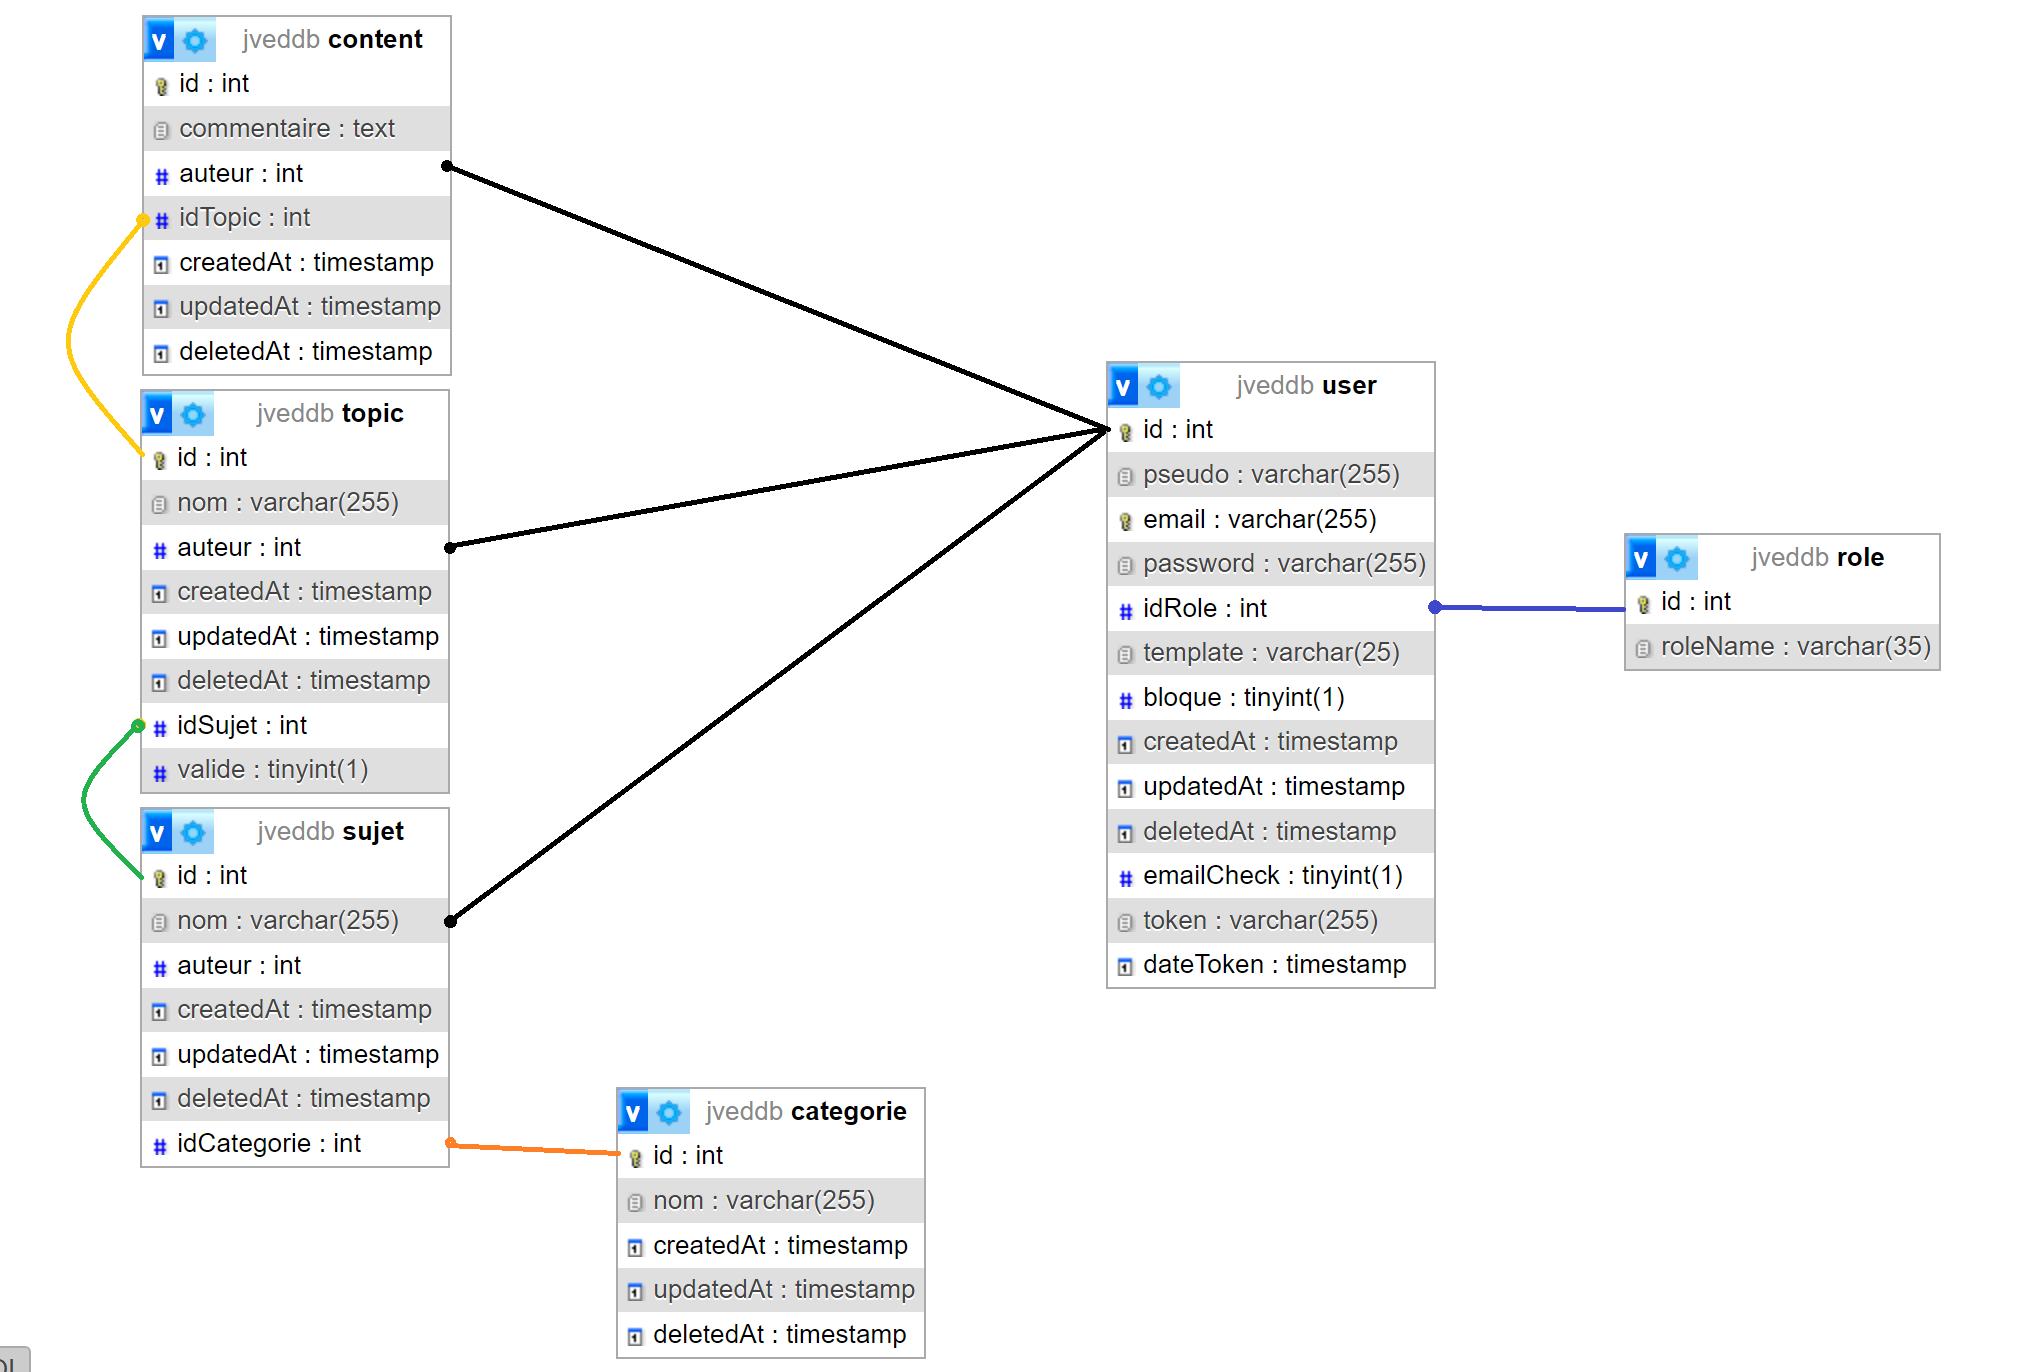 v jveddb content
id : int
commentaire : text
auteur : int
idTopic : int
createdAt : timestamp
updatedAt : timestamp
deletedAt : timestamp
v jveddb topic
id : int
nom : varchar(255)
auteur : int
createdAt : timestamp
updatedAt : timestamp
deletedAt : timestamp
idSujet : int
valide : tinyint(1)
v jveddb sujet
id : int
nom : varchar(255)
auteur : int
createdAt : timestamp
updatedAt : timestamp
deletedAt : timestamp
idCategorie : int
v jveddb categorie
id : int
nom : varchar(255)
createdAt : timestamp
updatedAt : timestamp
deletedAt : timestamp
v jveddb user
id : int
pseudo : varchar(255)
email : varchar(255)
password : varchar(255)
idRole : int
template : varchar(25)
bloque : tinyint(1)
createdAt : timestamp
updatedAt : timestamp
deletedAt : timestamp
emailCheck : tinyint(1)
token : varchar(255)
dateToken : timestamp
v jveddb role
id : int
roleName : varchar(35)